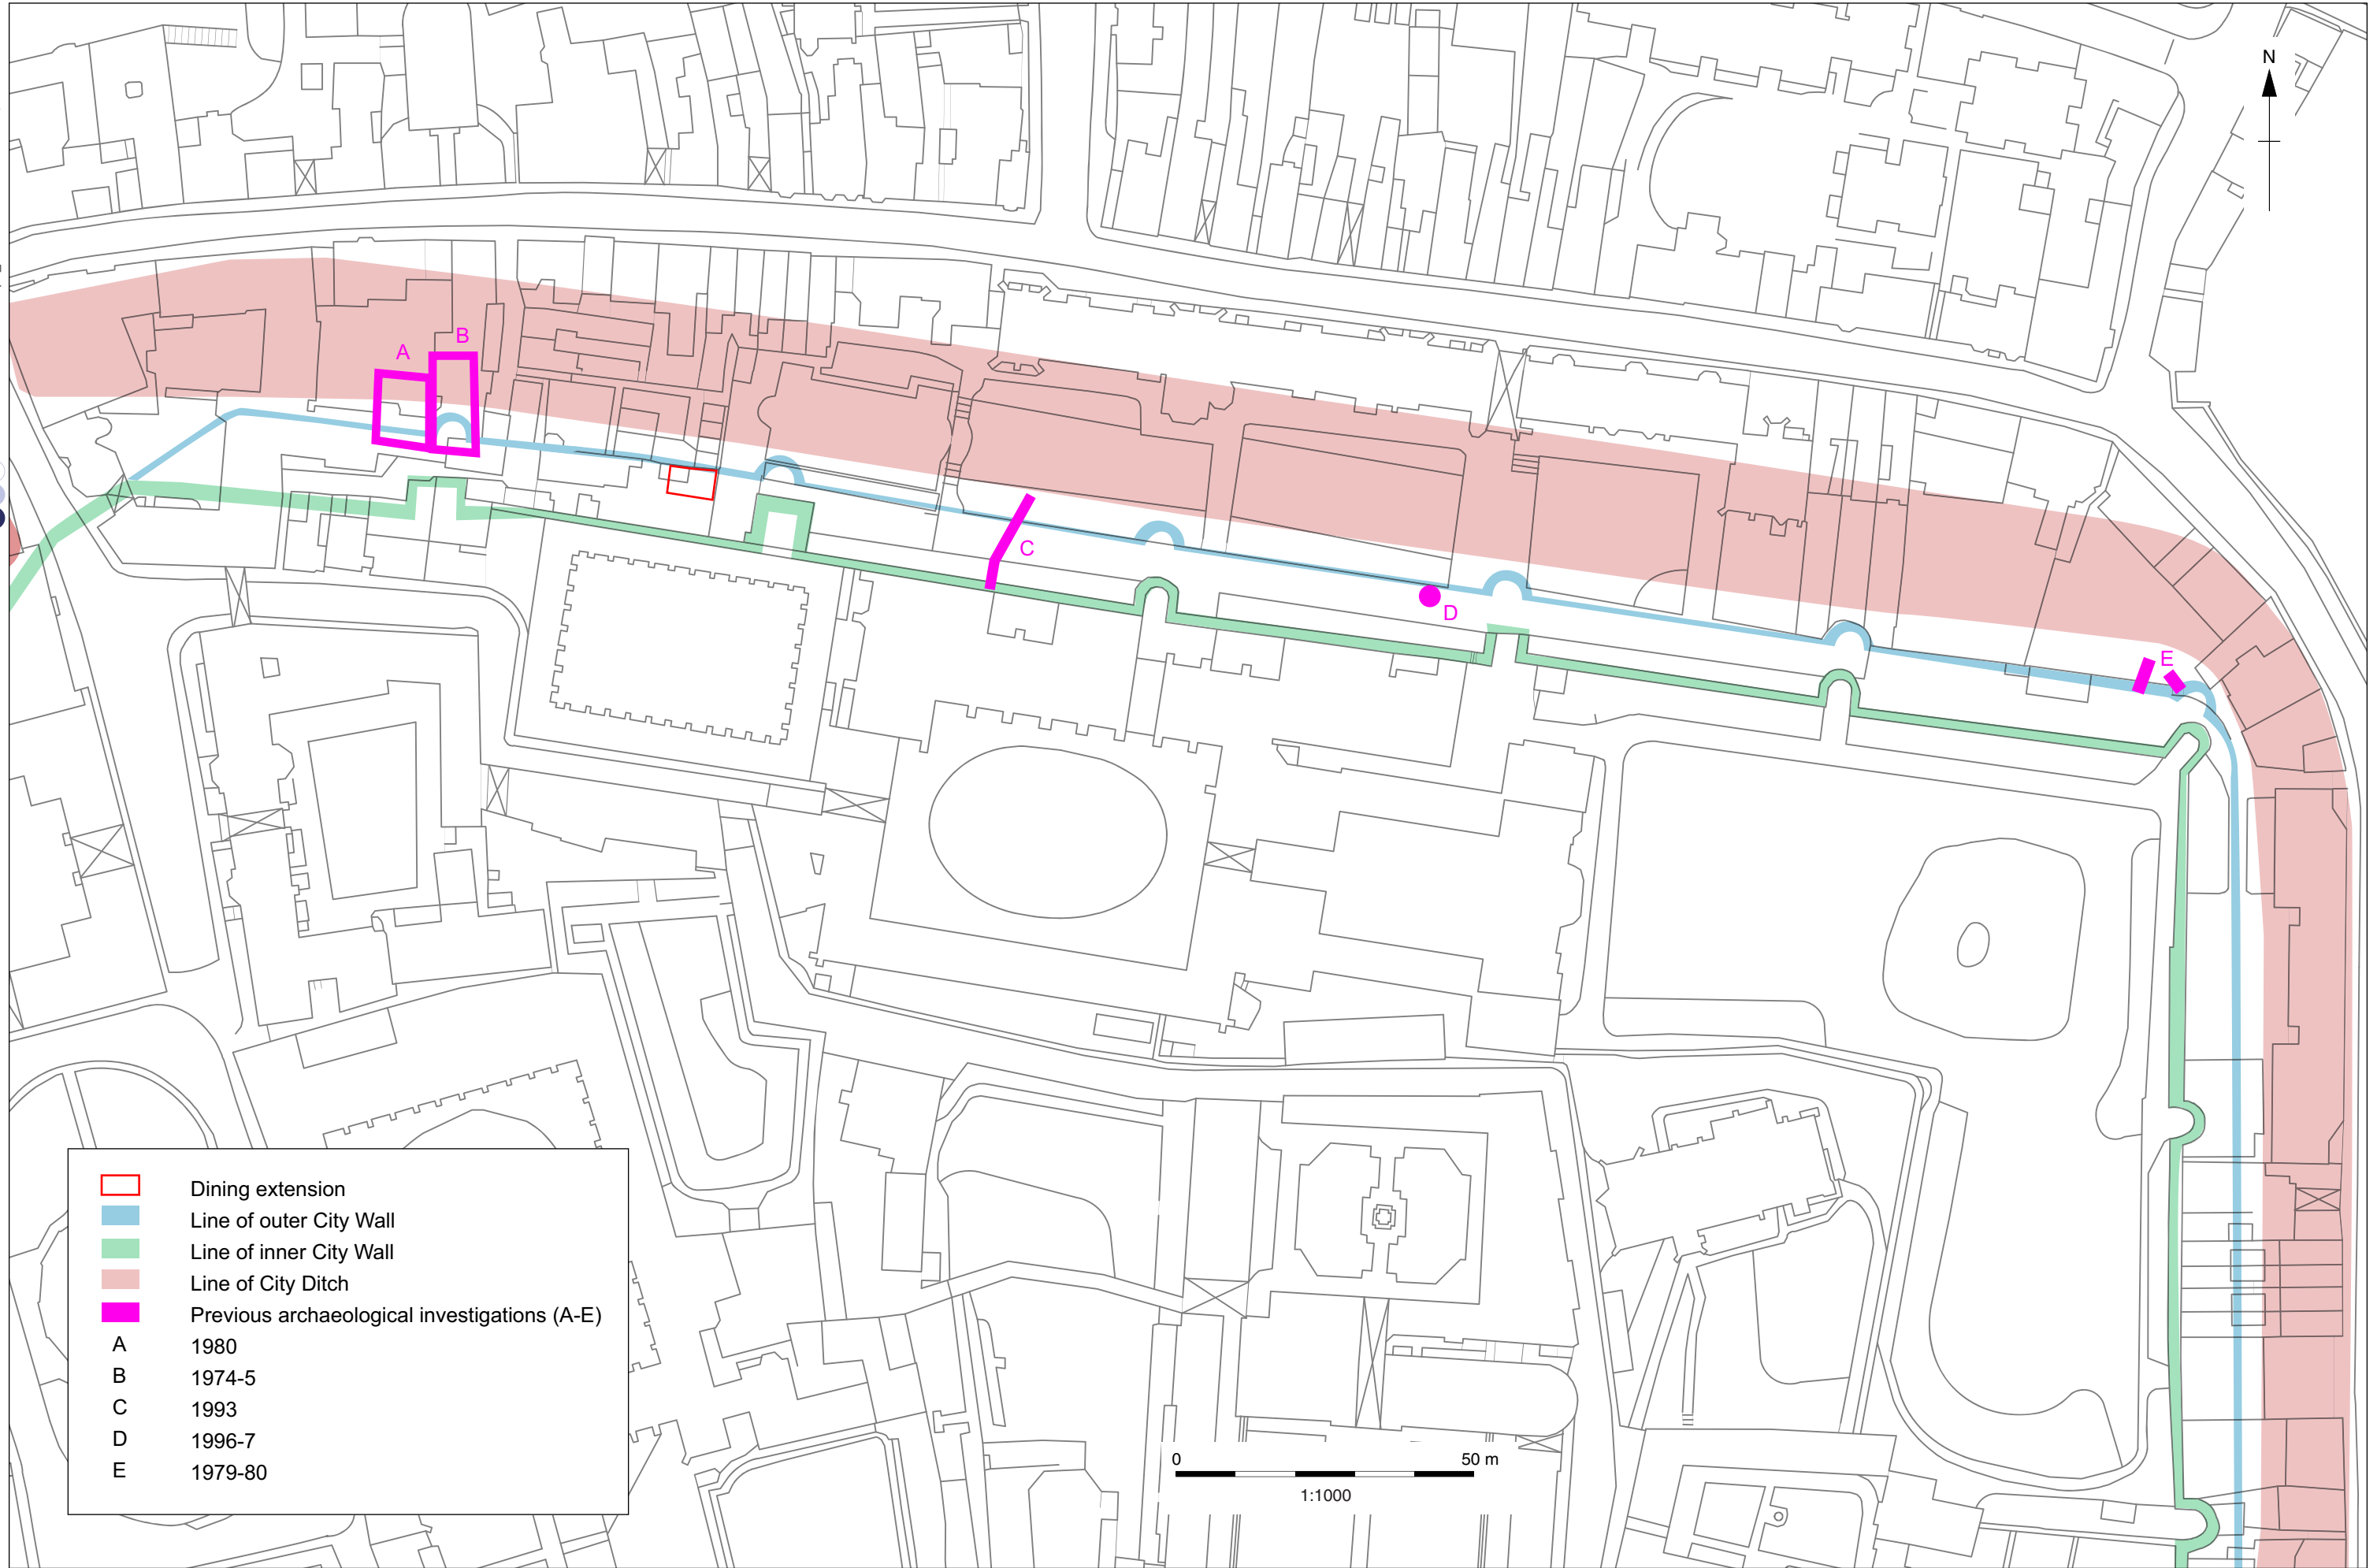 N
B
A
C
D
E
Dining extension
Line of outer City Wall
Line of inner City Wall
Line of City Ditch
Previous archaeological investigations (A-E)
A 1980
B 1974-5
C 1993
D 1996-7
E 1979-80
0 50 m
1:1000